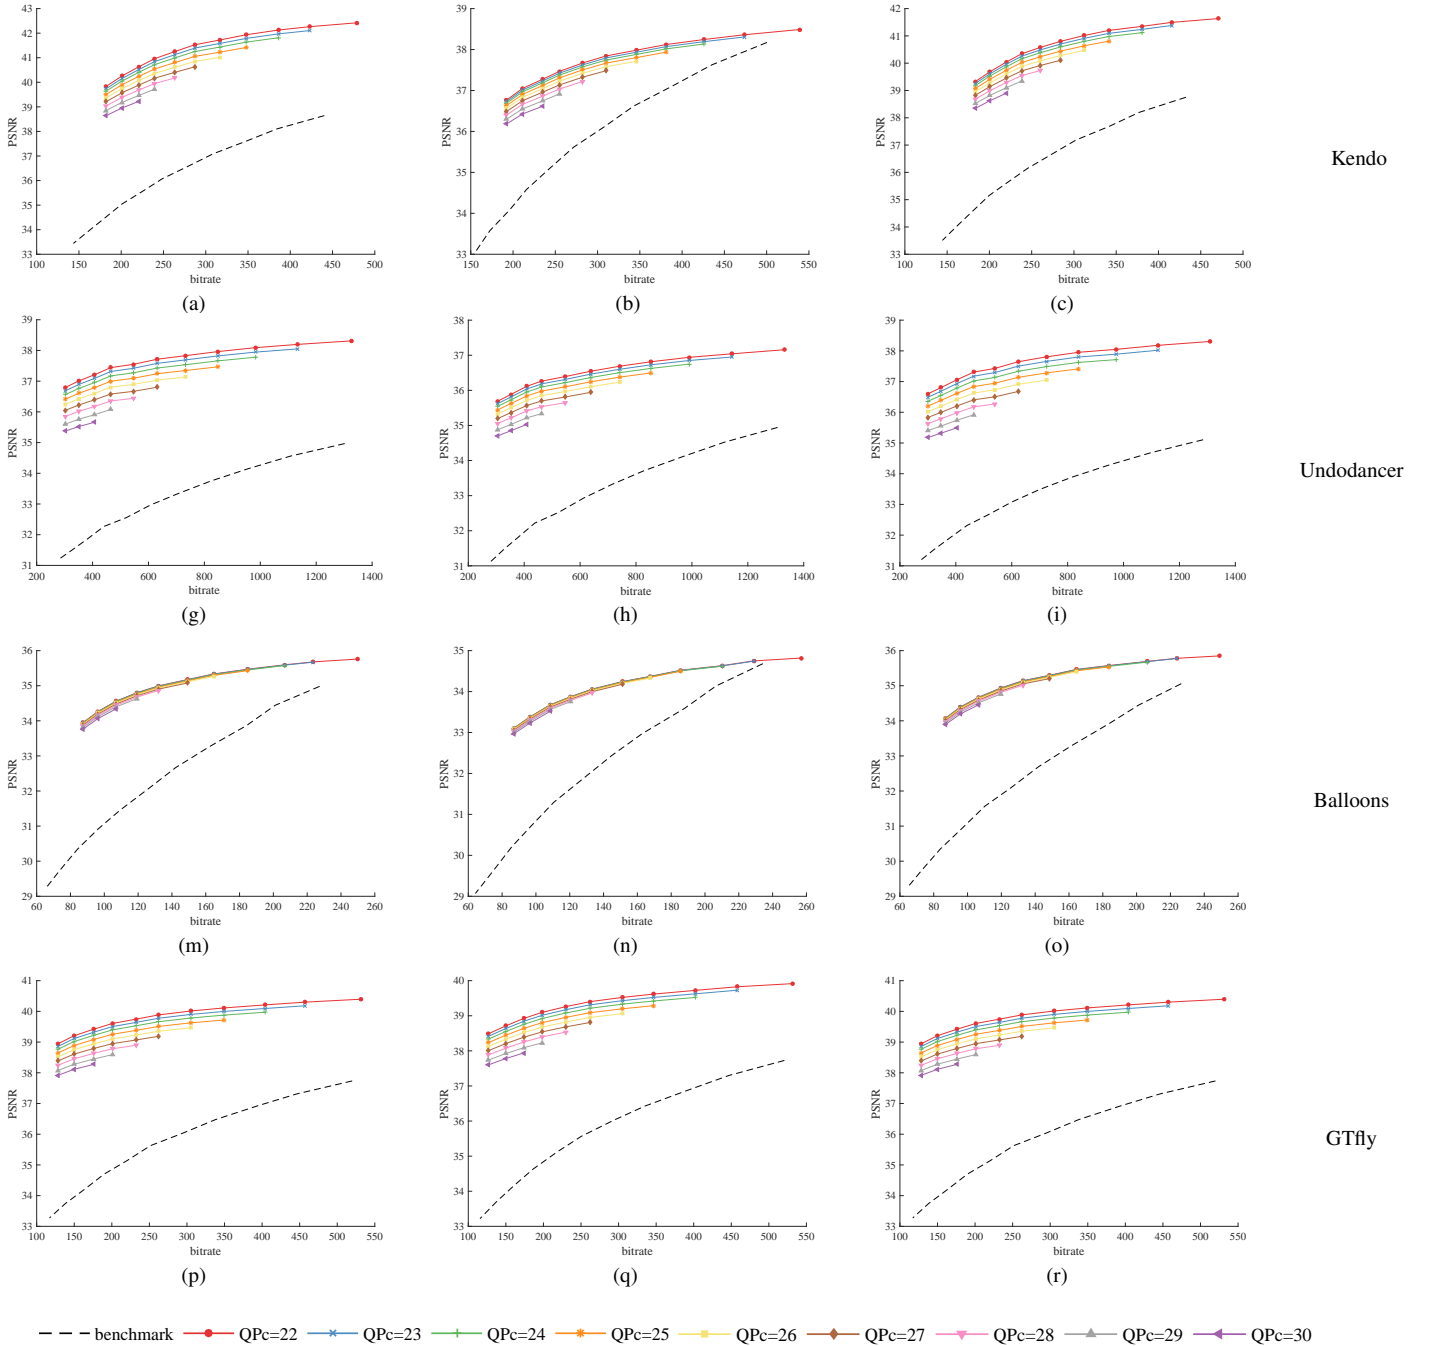 43
42
41
40
39
38
37
36
35
34
33
PSNR
100 150 200 250 300 350 400 450 500
bitrate
(a)
39
38
37
36
35
34
33
PSNR
150 200 250 300 350 400 450 500 550
bitrate
(b)
42
41
40
39
38
37
36
35
34
33
PSNR
100 150 200 250 300 350 400 450 500
bitrate
(c)
Kendo
39
38
37
36
35
34
33
32
31
PSNR
200 400 600 800 1000 1200 1400
bitrate
(g)
38
37
36
35
34
33
32
31
PSNR
200 400 600 800 1000 1200 1400
bitrate
(h)
39
38
37
36
35
34
33
32
31
PSNR
200 400 600 800 1000 1200 1400
bitrate
(i)
Undodancer
36
35
34
33
32
31
30
29
PSNR
60 80 100 120 140 160 180 200 220 240 260
bitrate
(m)
35
34
33
32
31
30
29
PSNR
60 80 100 120 140 160 180 200 220 240 260
bitrate
(n)
36
35
34
33
32
31
30
29
PSNR
60 80 100 120 140 160 180 200 220 240 260
bitrate
(o)
Balloons
41
40
39
38
37
36
35
34
33
PSNR
100 150 200 250 300 350 400 450 500 550
bitrate
(p)
40
39
38
37
36
35
34
33
PSNR
100 150 200 250 300 350 400 450 500 550
bitrate
(q)
41
40
39
38
37
36
35
34
33
PSNR
100 150 200 250 300 350 400 450 500 550
bitrate
(r)
GTfly
benchmark QPc=22 QPc=23 QPc=24 QPc=25 QPc=26 QPc=27 QPc=28 QPc=29 QPc=30